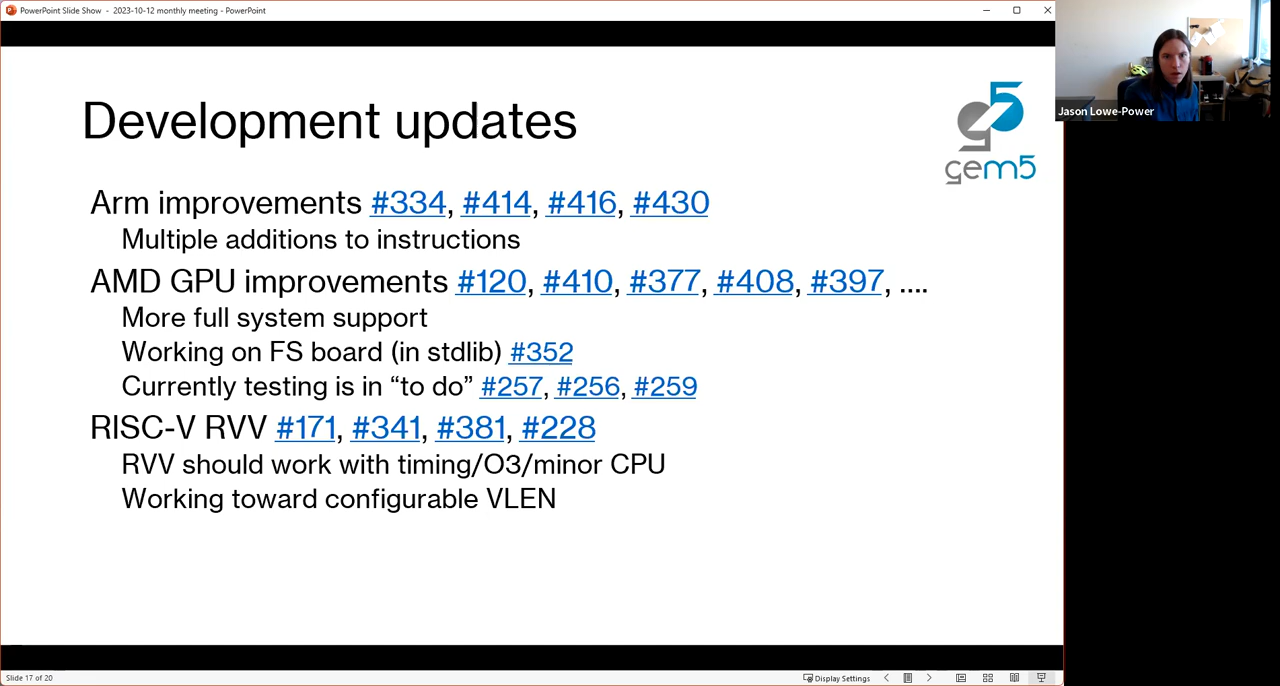 PowerPoint Slide Show - 2023-10-12 monthly meeting - PowerPoint
Jason Lowe-Power
Development updates
gem5
Arm improvements #334, #414, #416, #430
Multiple additions to instructions
AMD GPU improvements #120, #410, #377, #408, #397, ....
More full system support
Working on FS board (in stdlib) #352
Currently testing is in “to do” #257, #256, #259
RISC-V RVV #171, #341, #381, #228
RVV should work with timing/O3/minor CPU
Working toward configurable VLEN
Slide 17 of 20
Display Settings